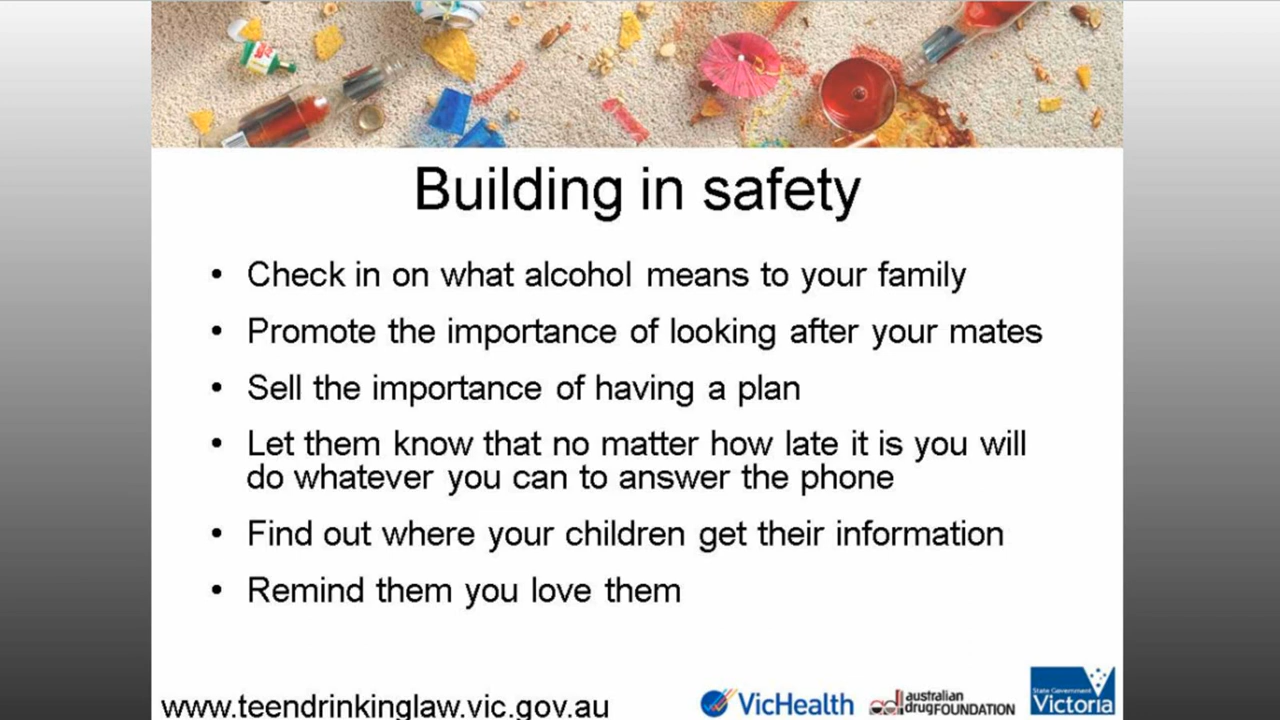 Building in safety
• Check in on what alcohol means to your family
• Promote the importance of looking after your mates
• Sell the importance of having a plan
• Let them know that no matter how late it is you will
do whatever you can to answer the phone
• Find out where your children get their information
• Remind them you love them
www.teendrinkinglaw.vic.gov.au
VicHealth
adf
australian
drugFOUNDATION
State Government
Victoria